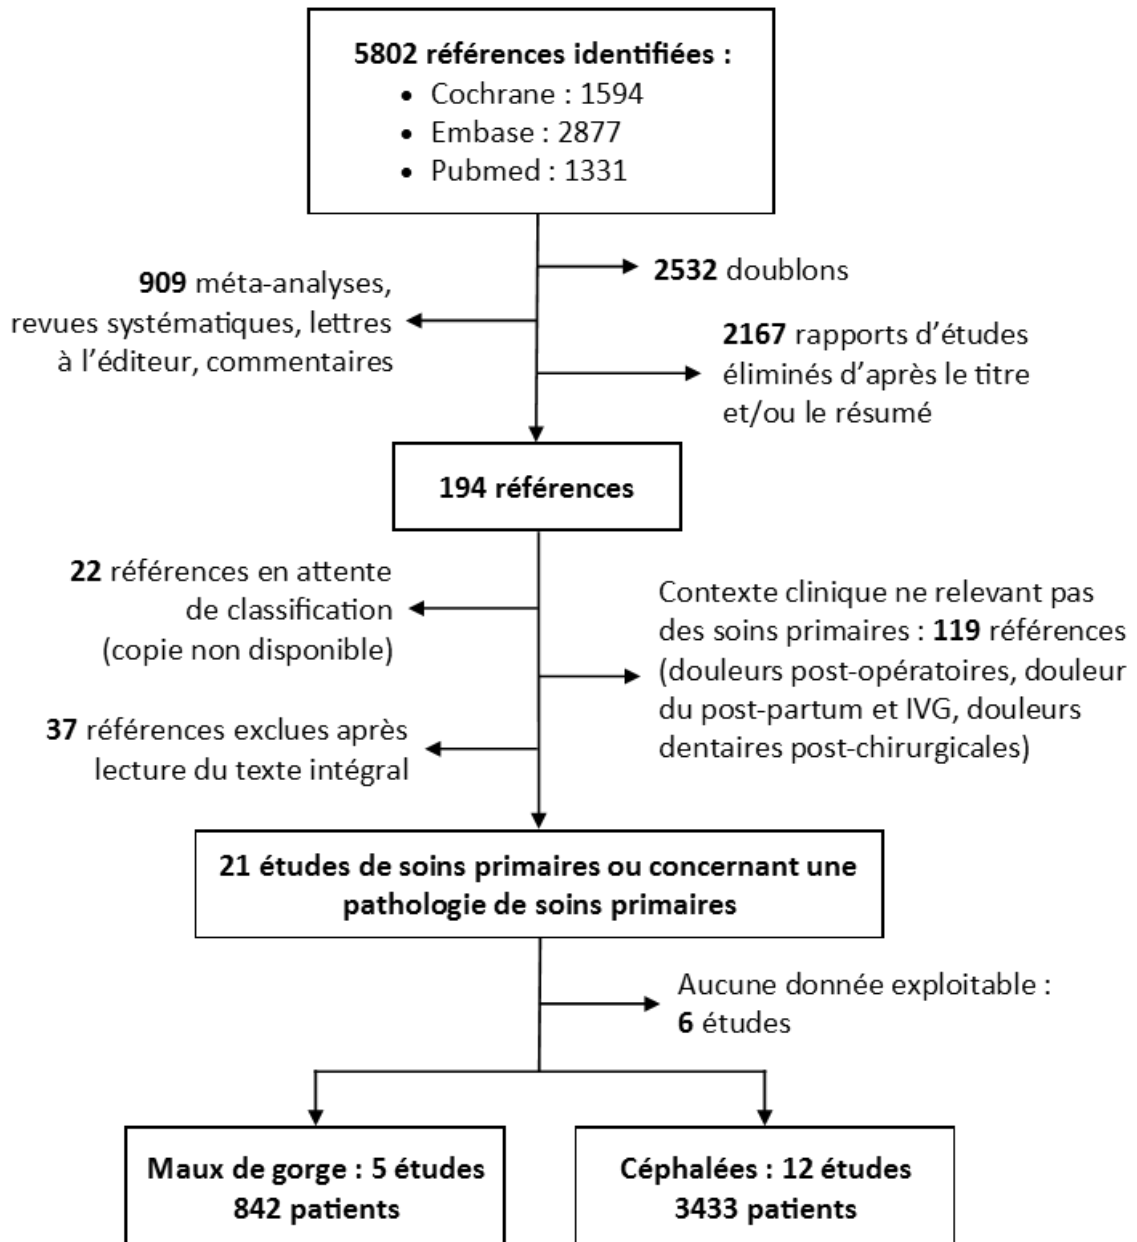 5802 références identifiées :
• Cochrane : 1594
• Embase : 2877
• Pubmed : 1331
2532 doublons
909 méta-analyses,
revues systématiques, lettres
à l’éditeur, commentaires
2167 rapports d’études
éliminés d’après le titre
et/ou le résumé
194 références
22 références en attente
de classification
(copie non disponible)
Contexte clinique ne relevant pas
des soins primaires : 119 références
(douleurs post-opératoires, douleur
du post-partum et IVG, douleurs
dentaires post-chirurgicales)
37 références exclues après
lecture du texte intégral
21 études de soins primaires ou concernant une
pathologie de soins primaires
Aucune donnée exploitable :
6 études
Maux de gorge : 5 études
842 patients
Céphalées : 12 études
3433 patients